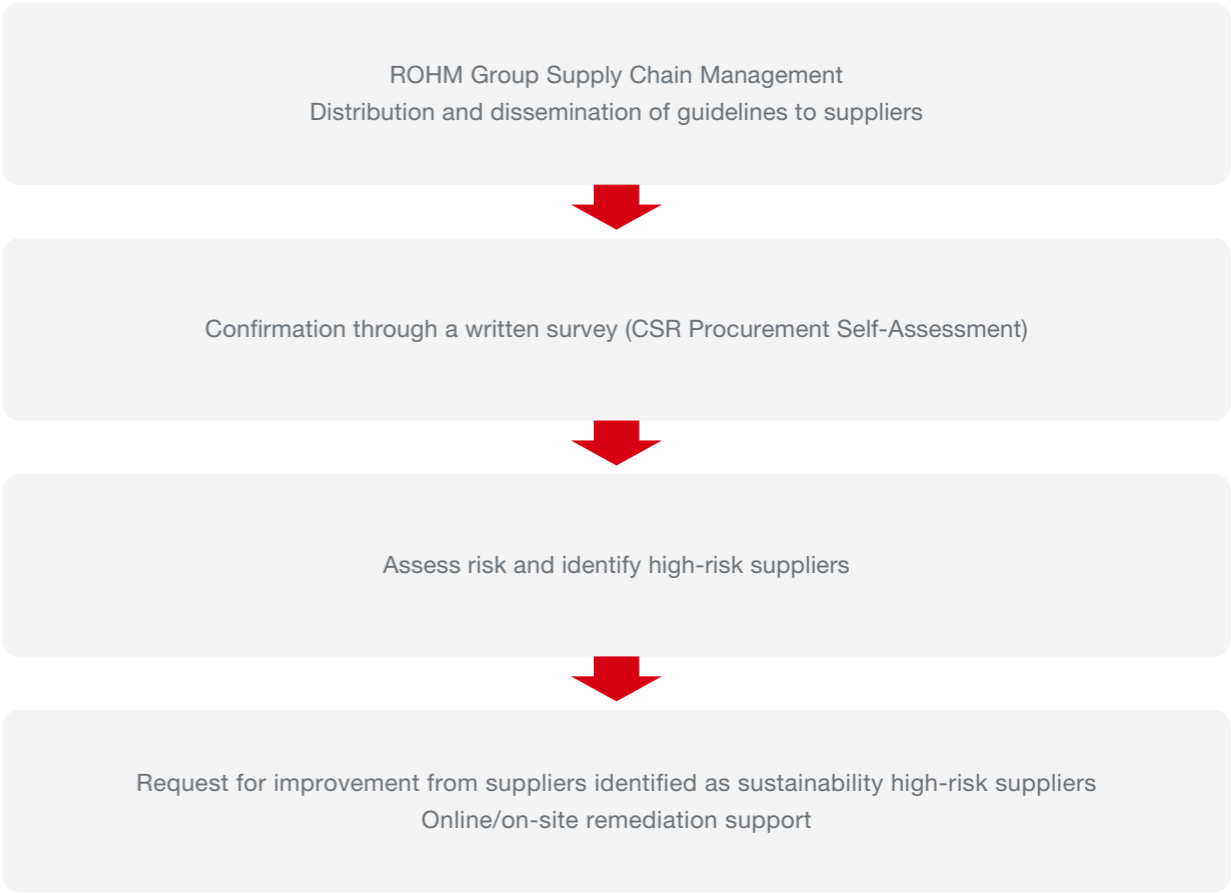 ROHM Group Supply Chain Management
Distribution and dissemination of guidelines to suppliers
Confirmation through a written survey (CSR Procurement Self-Assessment)
Assess risk and identify high-risk suppliers
Request for improvement from suppliers identified as sustainability high-risk suppliers
Online/on-site remediation support